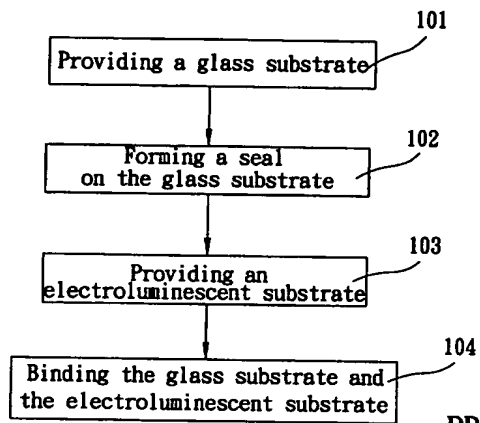 101
Providing a glass substrate
102
Forming a seal
on the glass substrate
103
Providing an
electroluminescent substrate
104
Binding the glass substrate and
the electroluminescent substrate